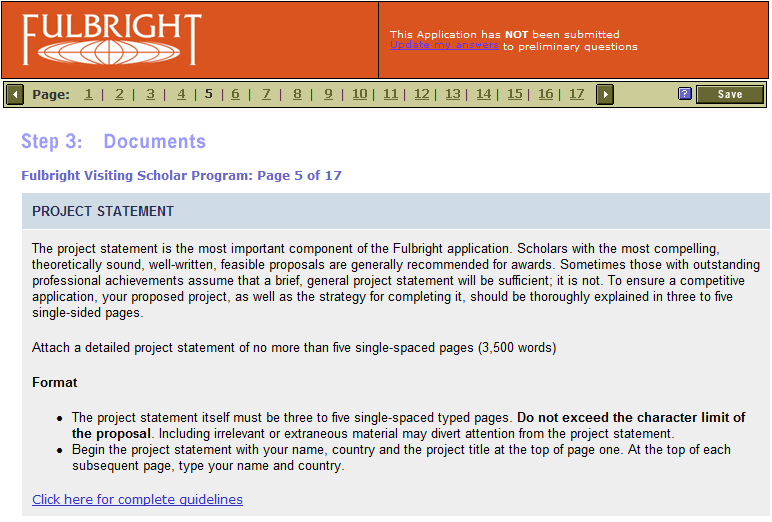 FULBRIGHT
This Application has NOT been submitted
Update my answers to preliminary questions
Page: 1 | 2 | 3 | 4 | 5 | 6 | 7 | 8 | 9 | 10 | 11 | 12 | 13 | 14 | 15 | 16 | 17
? Save
Step 3: Documents
Fulbright Visiting Scholar Program: Page 5 of 17
PROJECT STATEMENT
The project statement is the most important component of the Fulbright application. Scholars with the most compelling,
theoretically sound, well-written, feasible proposals are generally recommended for awards. Sometimes those with outstanding
professional achievements assume that a brief, general project statement will be sufficient; it is not. To ensure a competitive
application, your proposed project, as well as the strategy for completing it, should be thoroughly explained in three to five
single-sided pages.
Attach a detailed project statement of no more than five single-spaced pages (3,500 words)
Format
• The project statement itself must be three to five single-spaced typed pages. Do not exceed the character limit of
the proposal. Including irrelevant or extraneous material may divert attention from the project statement.
• Begin the project statement with your name, country and the project title at the top of page one. At the top of each
subsequent page, type your name and country.
Click here for complete guidelines